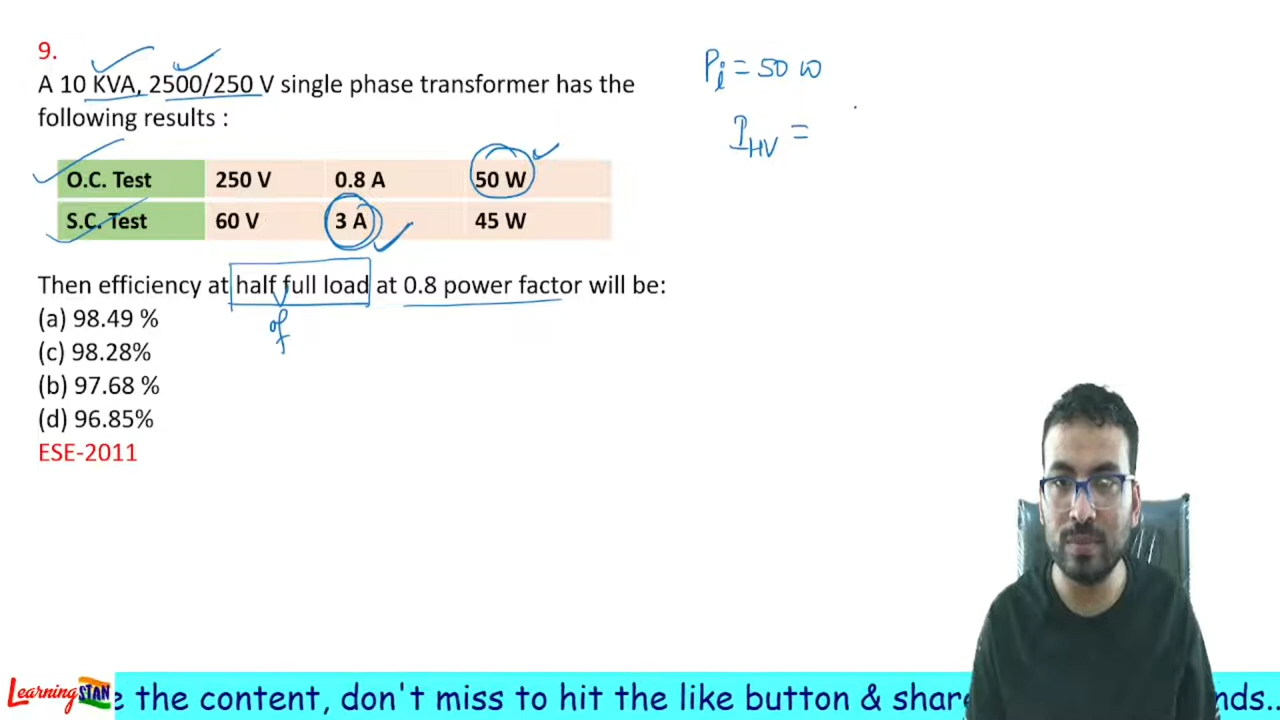 9.
A 10 KVA, 2500/250 V single phase transformer has the
following results :
O.C. Test 250 V 0.8 A 50 W
S.C. Test 60 V 3 A 45 W
Then efficiency at half full load at 0.8 power factor will be:
of
(a) 98.49 %
(c) 98.28%
(b) 97.68 %
(d) 96.85%
ESE-2011
Pi = 50 W
IHV =
Learning STAN
e the content, don't miss to hit the like button & share nds..